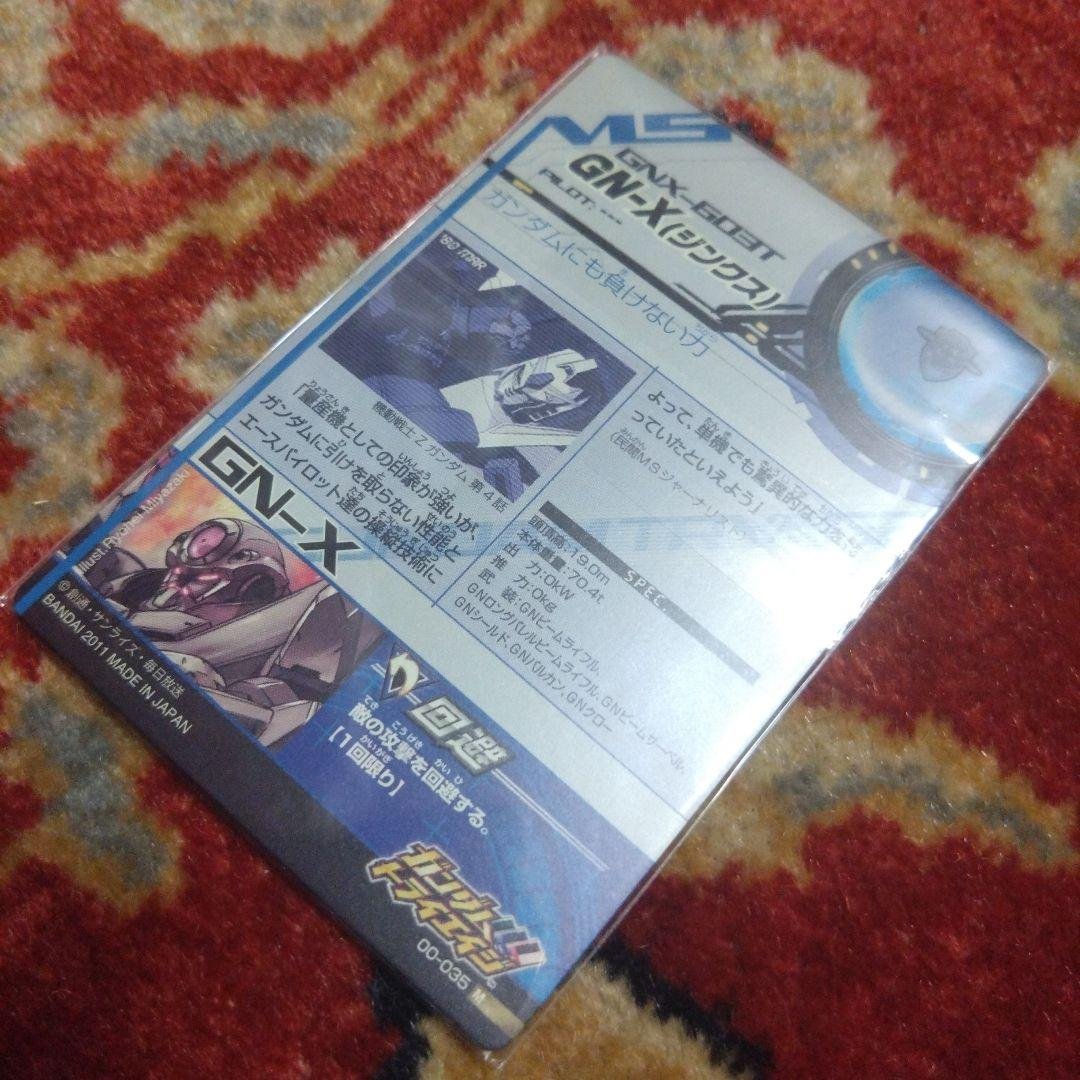 MS
GNX-603T
GN-X(ジンクス)
PILOT: ---
ガンダムにも負けない力
機動戦士Zガンダム 第4話
「量産機としての印象が強いが、
ガンダムに引けを取らない性能と
エースパイロット達の操縦技術に
よって、単機でも驚異的な力を持
っていたといえよう」
(民間MSジャーナリスト)
SPEC.
頭頂高:19.0m
本体重量:70.4t
出 力:0kW
推 力:0kg
武 装:GNビームライフル、
GNロングバレルビームライフル、GNビームサーベル、
GNシールド、GNバルカン、GNクロー
GN-X
Illust.Ryohei Miyazaki
回避
敵の攻撃を回避する。
[1回限り]
©創通・サンライズ・毎日放送
BANDAI 2011 MADE IN JAPAN
ガンダム
トライエイジ
00-035 M